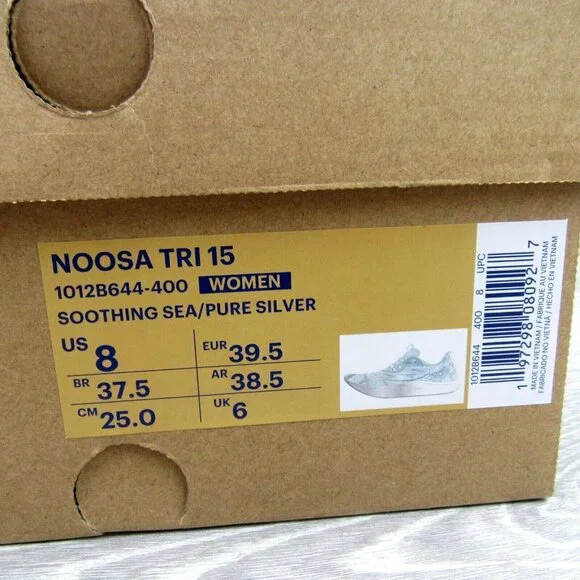 NOOSA TRI 15
1012B644-400 WOMEN
SOOTHING SEA/PURE SILVER
US 8 EUR 39.5
BR 37.5 AR 38.5
CM 25.0 UK 6
1012B644 400 8 UPC
1 97298 08092 7
MADE IN VIETNAM / FABRIQUE AU VIETNAM
FABRICADO NO VIETNÃ / HECHO EN VIETNAM